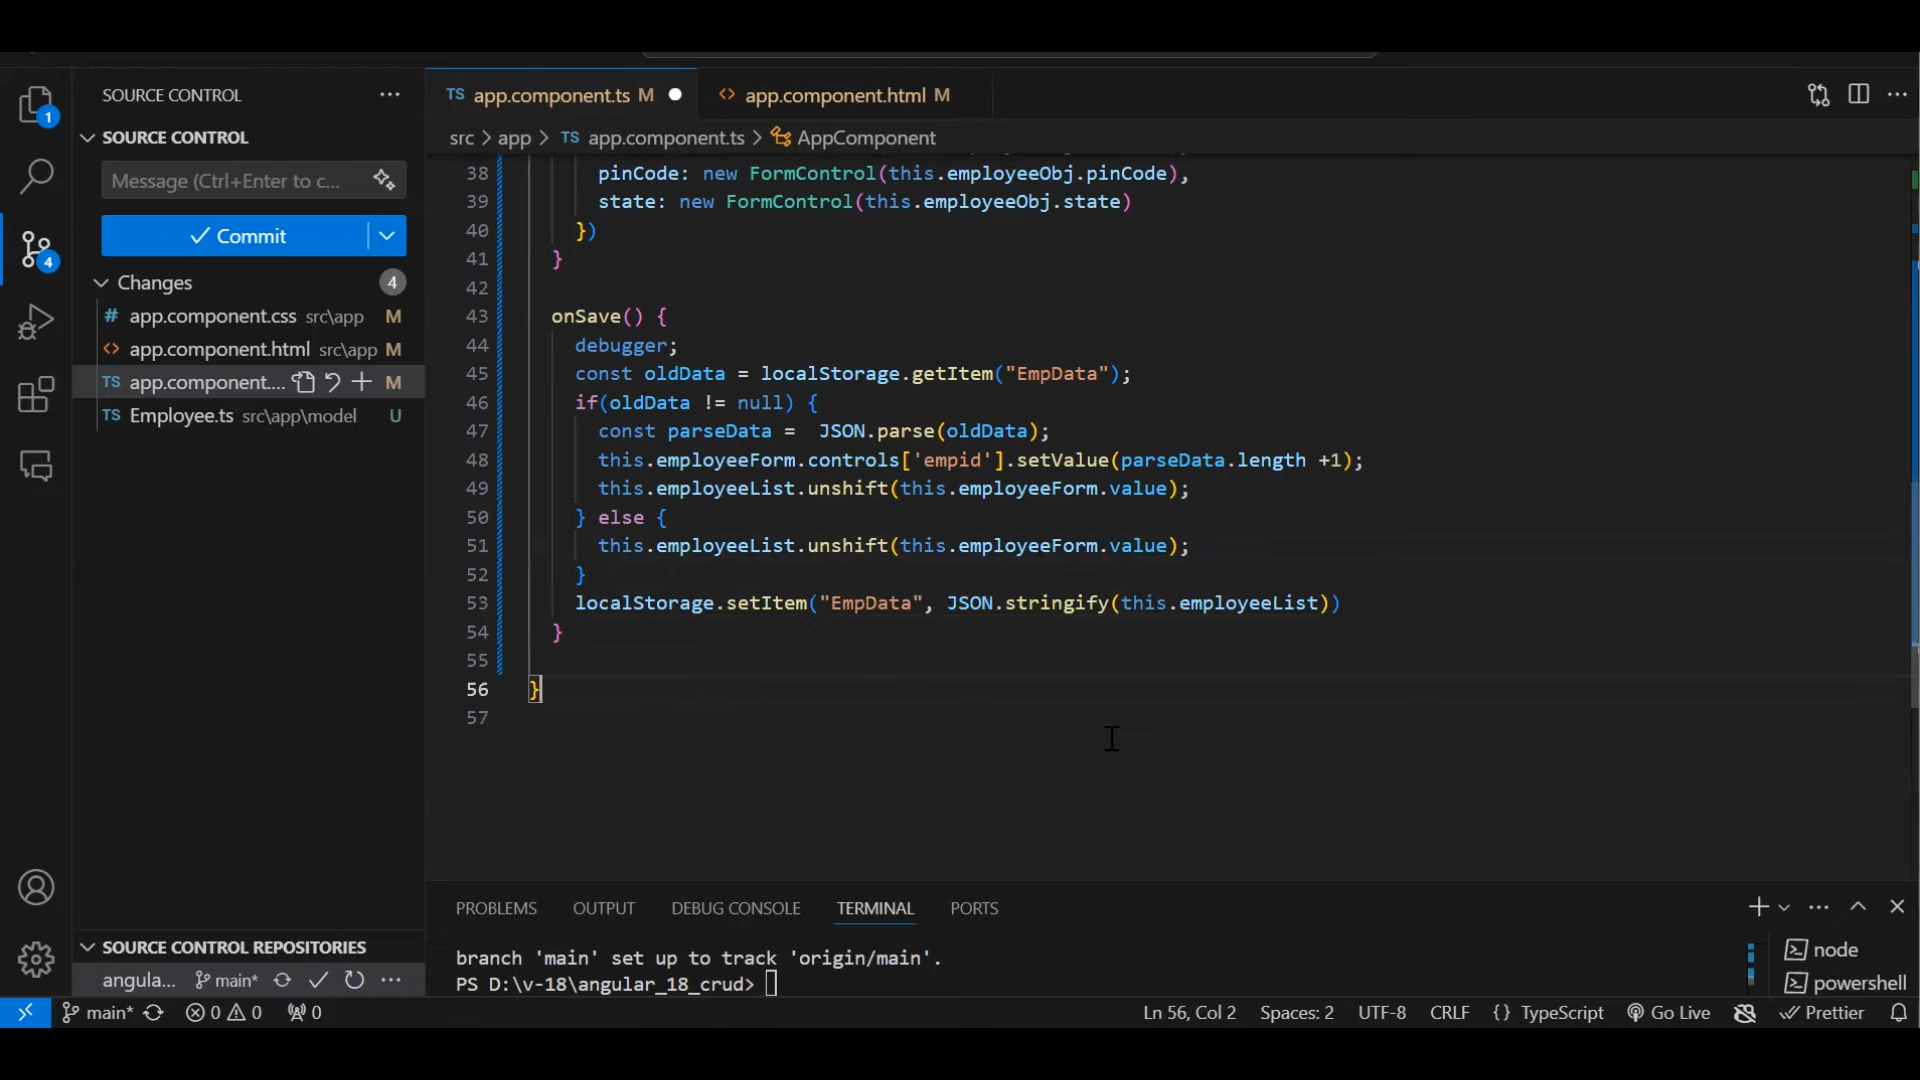 SOURCE CONTROL
SOURCE CONTROL
Message (Ctrl+Enter to c...
Commit
Changes 4
# app.component.css src\app M
<> app.component.html src\app M
TS app.component.... M
TS Employee.ts src\app\model U
SOURCE CONTROL REPOSITORIES
angula... main*
1
4
TS app.component.ts M
<> app.component.html M
src > app > TS app.component.ts > AppComponent
38 pinCode: new FormControl(this.employeeObj.pinCode),
39 state: new FormControl(this.employeeObj.state)
40 })
41 }
42
43 onSave() {
44 debugger;
45 const oldData = localStorage.getItem("EmpData");
46 if(oldData != null) {
47 const parseData =  JSON.parse(oldData);
48 this.employeeForm.controls['empid'].setValue(parseData.length +1);
49 this.employeeList.unshift(this.employeeForm.value);
50 } else {
51 this.employeeList.unshift(this.employeeForm.value);
52 }
53 localStorage.setItem("EmpData", JSON.stringify(this.employeeList))
54 }
55
56 }
57
PROBLEMS OUTPUT DEBUG CONSOLE TERMINAL PORTS
branch 'main' set up to track 'origin/main'.
PS D:\v-18\angular_18_crud>
node
powershell
main* 0 0 0 Ln 56, Col 2 Spaces: 2 UTF-8 CRLF {} TypeScript Go Live Prettier